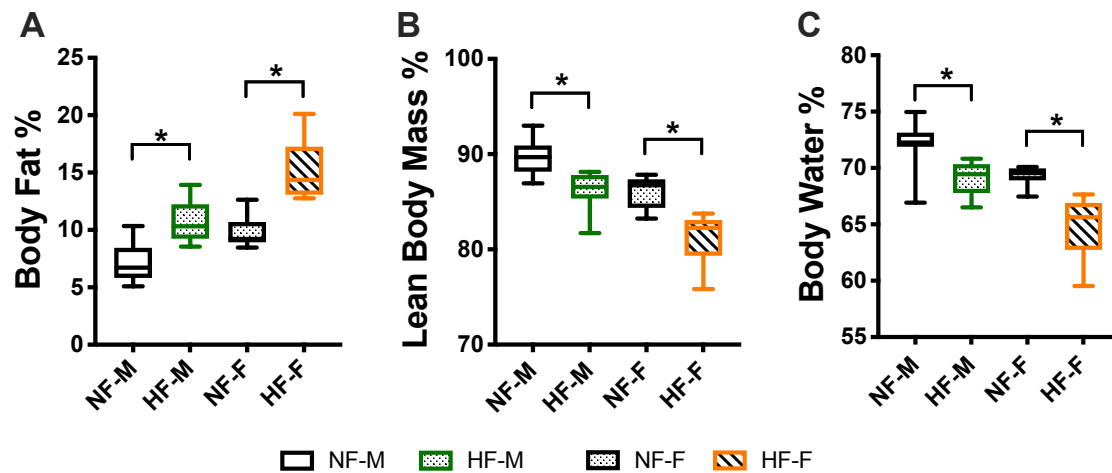 A
Body Fat %
25
20
15
10
5
0
*
*
NF-M
HF-M
NF-F
HF-F
B
Lean Body Mass %
100
90
80
70
*
*
NF-M
HF-M
NF-F
HF-F
C
Body Water %
80
75
70
65
60
55
*
*
NF-M
HF-M
NF-F
HF-F
NF-M HF-M NF-F HF-F